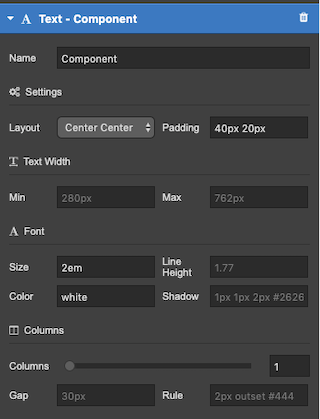 Text - Component
Name Component
Settings
Layout Center Center Padding 40px 20px
Text Width
Min 280px Max 762px
Font
Size 2em Line Height 1.77
Color white Shadow 1px 1px 2px #2626
Columns
Columns 1
Gap 30px Rule 2px outset #444